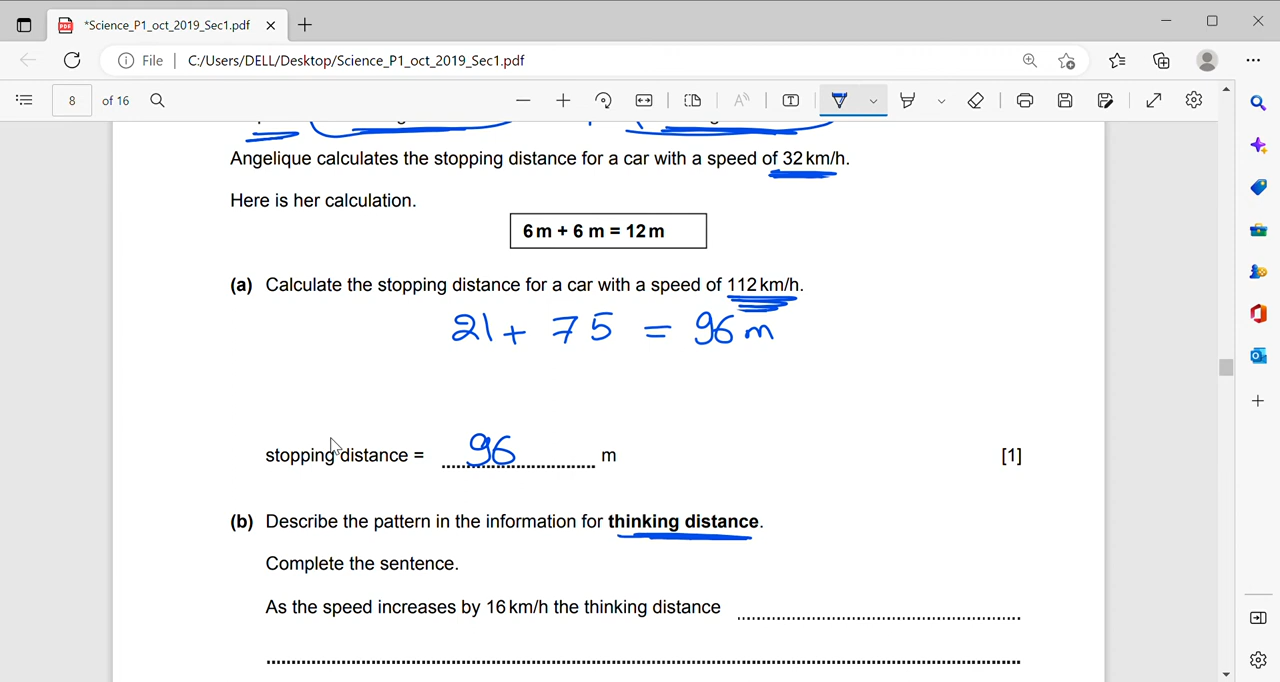 *Science_P1_oct_2019_Sec1.pdf
File C:/Users/DELL/Desktop/Science_P1_oct_2019_Sec1.pdf
8 of 16
Angelique calculates the stopping distance for a car with a speed of 32 km/h.
Here is her calculation.
6 m + 6 m = 12 m
(a) Calculate the stopping distance for a car with a speed of 112 km/h.
21 + 75 = 96 m
stopping distance = 96 m [1]
(b) Describe the pattern in the information for thinking distance.
Complete the sentence.
As the speed increases by 16 km/h the thinking distance